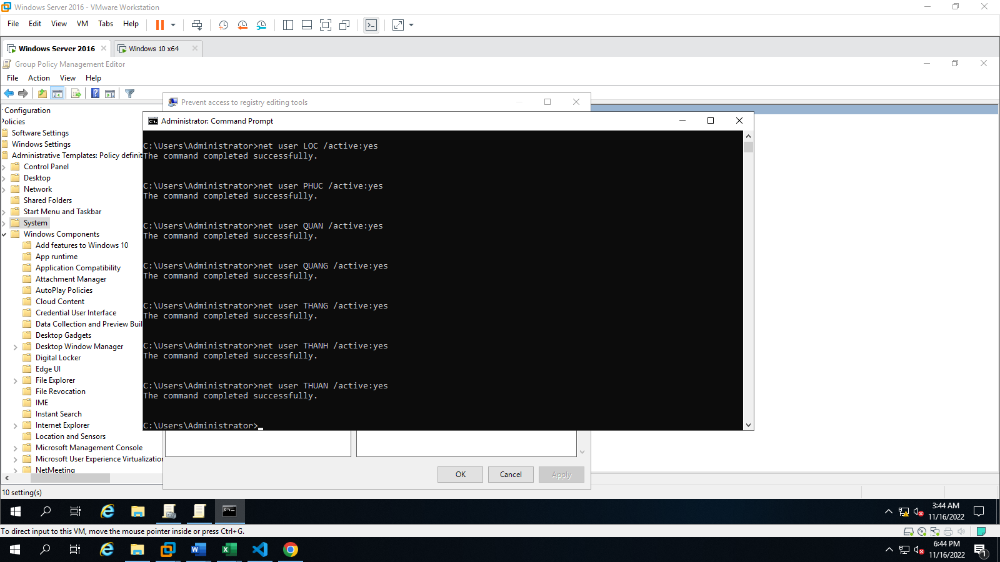 Windows Server 2016 - VMware Workstation
File Edit View VM Tabs Help
Windows Server 2016
Windows 10 x64
Group Policy Management Editor
File Action View Help
Configuration
Policies
Software Settings
Windows Settings
Administrative Templates: Policy definit
Control Panel
Desktop
Network
Shared Folders
Start Menu and Taskbar
System
Windows Components
Add features to Windows 10
App runtime
Application Compatibility
Attachment Manager
AutoPlay Policies
Cloud Content
Credential User Interface
Data Collection and Preview Buil
Desktop Gadgets
Desktop Window Manager
Digital Locker
Edge UI
File Explorer
File Revocation
IME
Instant Search
Internet Explorer
Location and Sensors
Microsoft Management Console
Microsoft User Experience Virtualization
NetMeeting
10 setting(s)
Prevent access to registry editing tools
Administrator: Command Prompt
C:\Users\Administrator>net user LOC /active:yes
The command completed successfully.
C:\Users\Administrator>net user PHUC /active:yes
The command completed successfully.
C:\Users\Administrator>net user QUAN /active:yes
The command completed successfully.
C:\Users\Administrator>net user QUANG /active:yes
The command completed successfully.
C:\Users\Administrator>net user THANG /active:yes
The command completed successfully.
C:\Users\Administrator>net user THANH /active:yes
The command completed successfully.
C:\Users\Administrator>net user THUAN /active:yes
The command completed successfully.
C:\Users\Administrator>
OK Cancel Apply
3:44 AM
11/16/2022
To direct input to this VM, move the mouse pointer inside or press Ctrl+G.
6:44 PM
11/16/2022
1